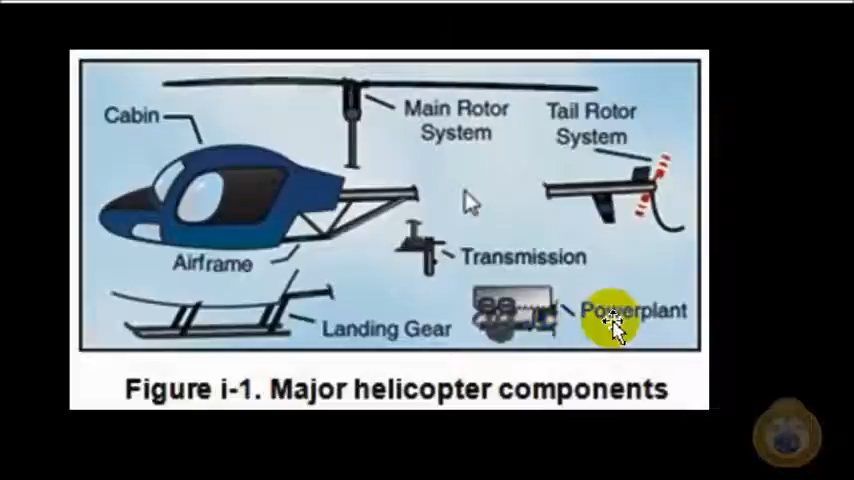 Cabin
Main Rotor
System
Tail Rotor
System
Airframe
Transmission
Landing Gear
Powerplant
Figure i-1. Major helicopter components